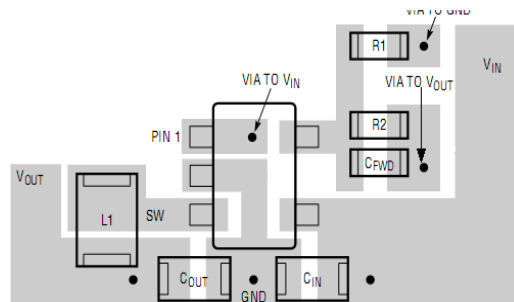 VIA TO GND
R1
VIN
VIA TO VIN
VIA TO VOUT
PIN 1
R2
CFWD
VOUT
L1
SW
COUT
CIN
GND